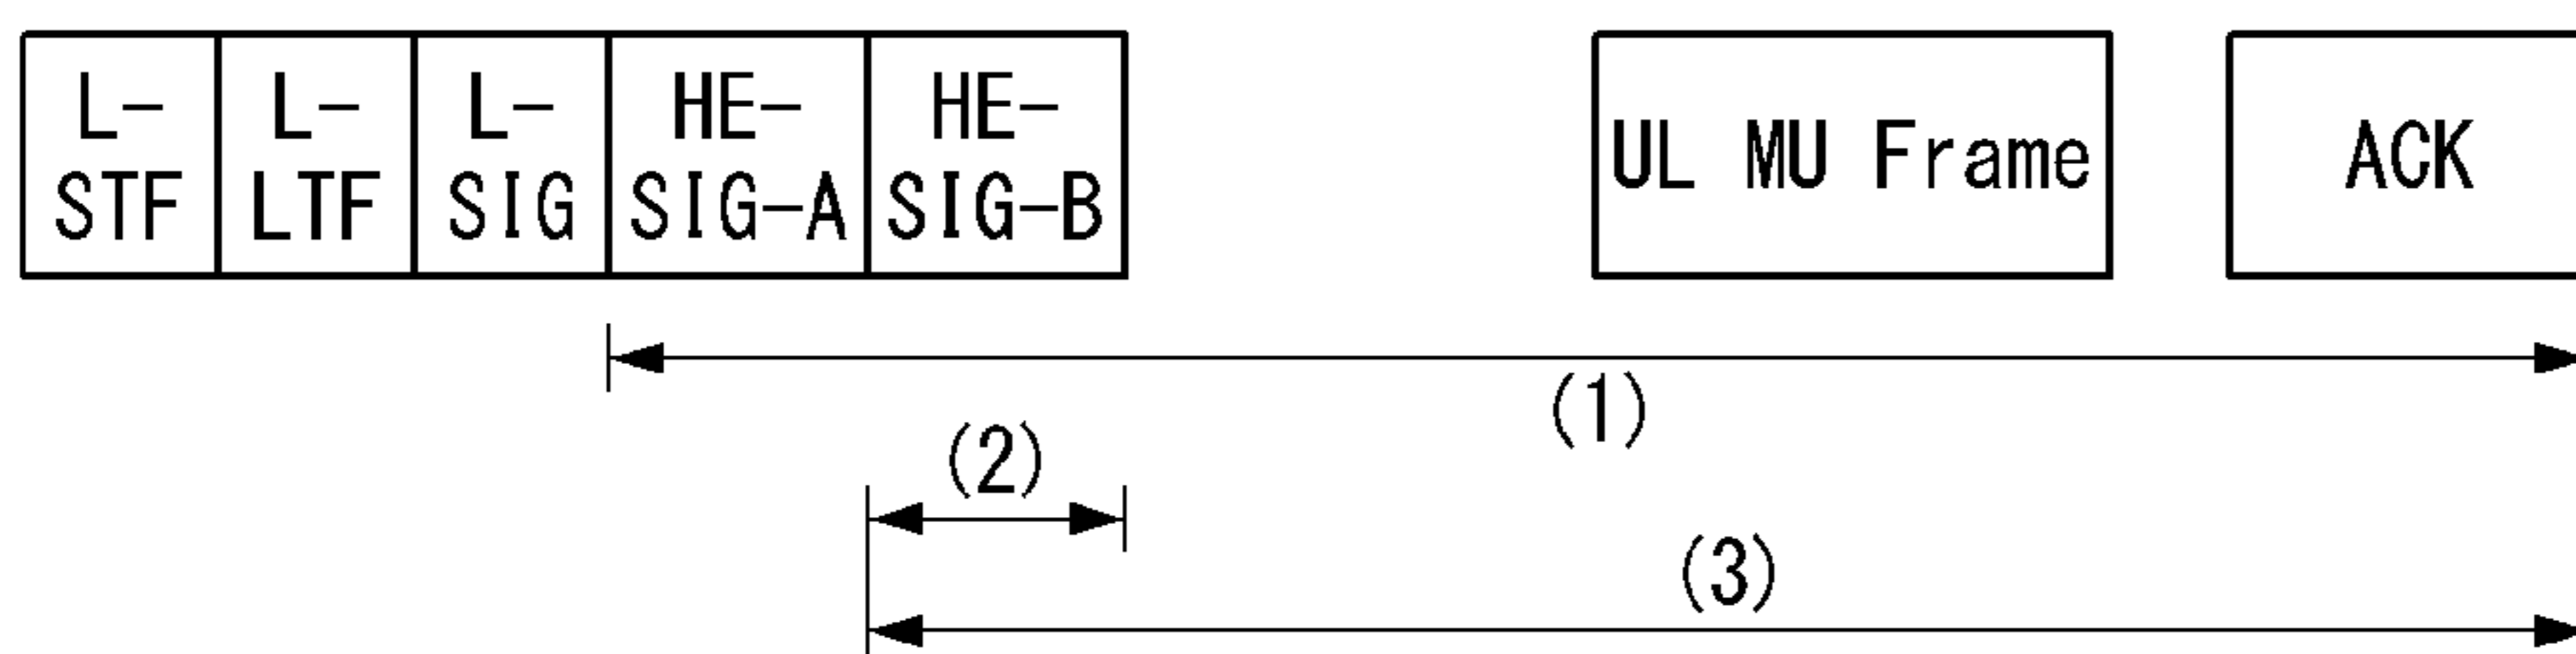 L-STF L-LTF L-SIG HE-SIG-A HE-SIG-B UL MU Frame ACK
(1)
(2)
(3)